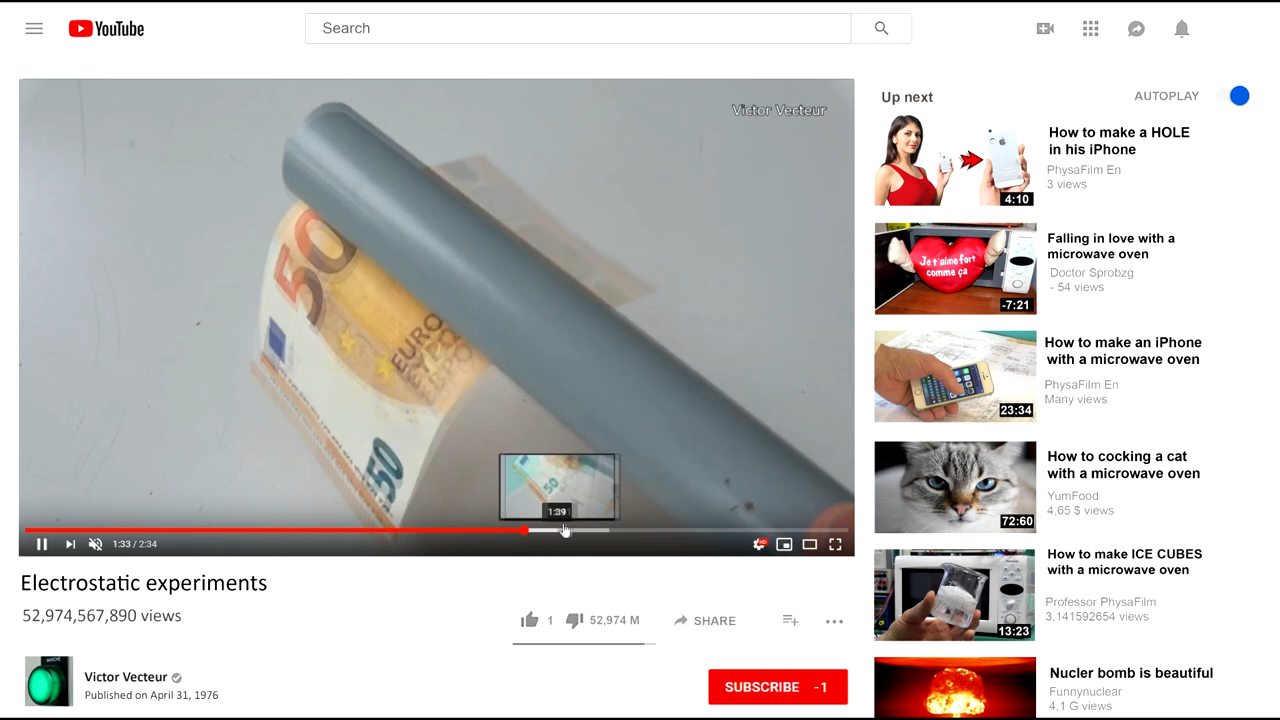 YouTube
Search
Victor Vecteur
50
EURO
50
1:39
1:33 / 2:34
HD
Electrostatic experiments
52,974,567,890 views
1
52,974 M
SHARE
Victor Vecteur
Published on April 31, 1976
SUBSCRIBE -1
Up next
AUTOPLAY
How to make a HOLE
in his iPhone
PhysaFilm En
3 views
4:10
Falling in love with a
microwave oven
Doctor Sprobzg
- 54 views
Je t'aime fort
comme ça
-7:21
How to make an iPhone
with a microwave oven
PhysaFilm En
Many views
23:34
How to cocking a cat
with a microwave oven
YumFood
4,65 $ views
72:60
How to make ICE CUBES
with a microwave oven
Professor PhysaFilm
3,141592654 views
13:23
Nucler bomb is beautiful
Funnynuclear
4,1 G views